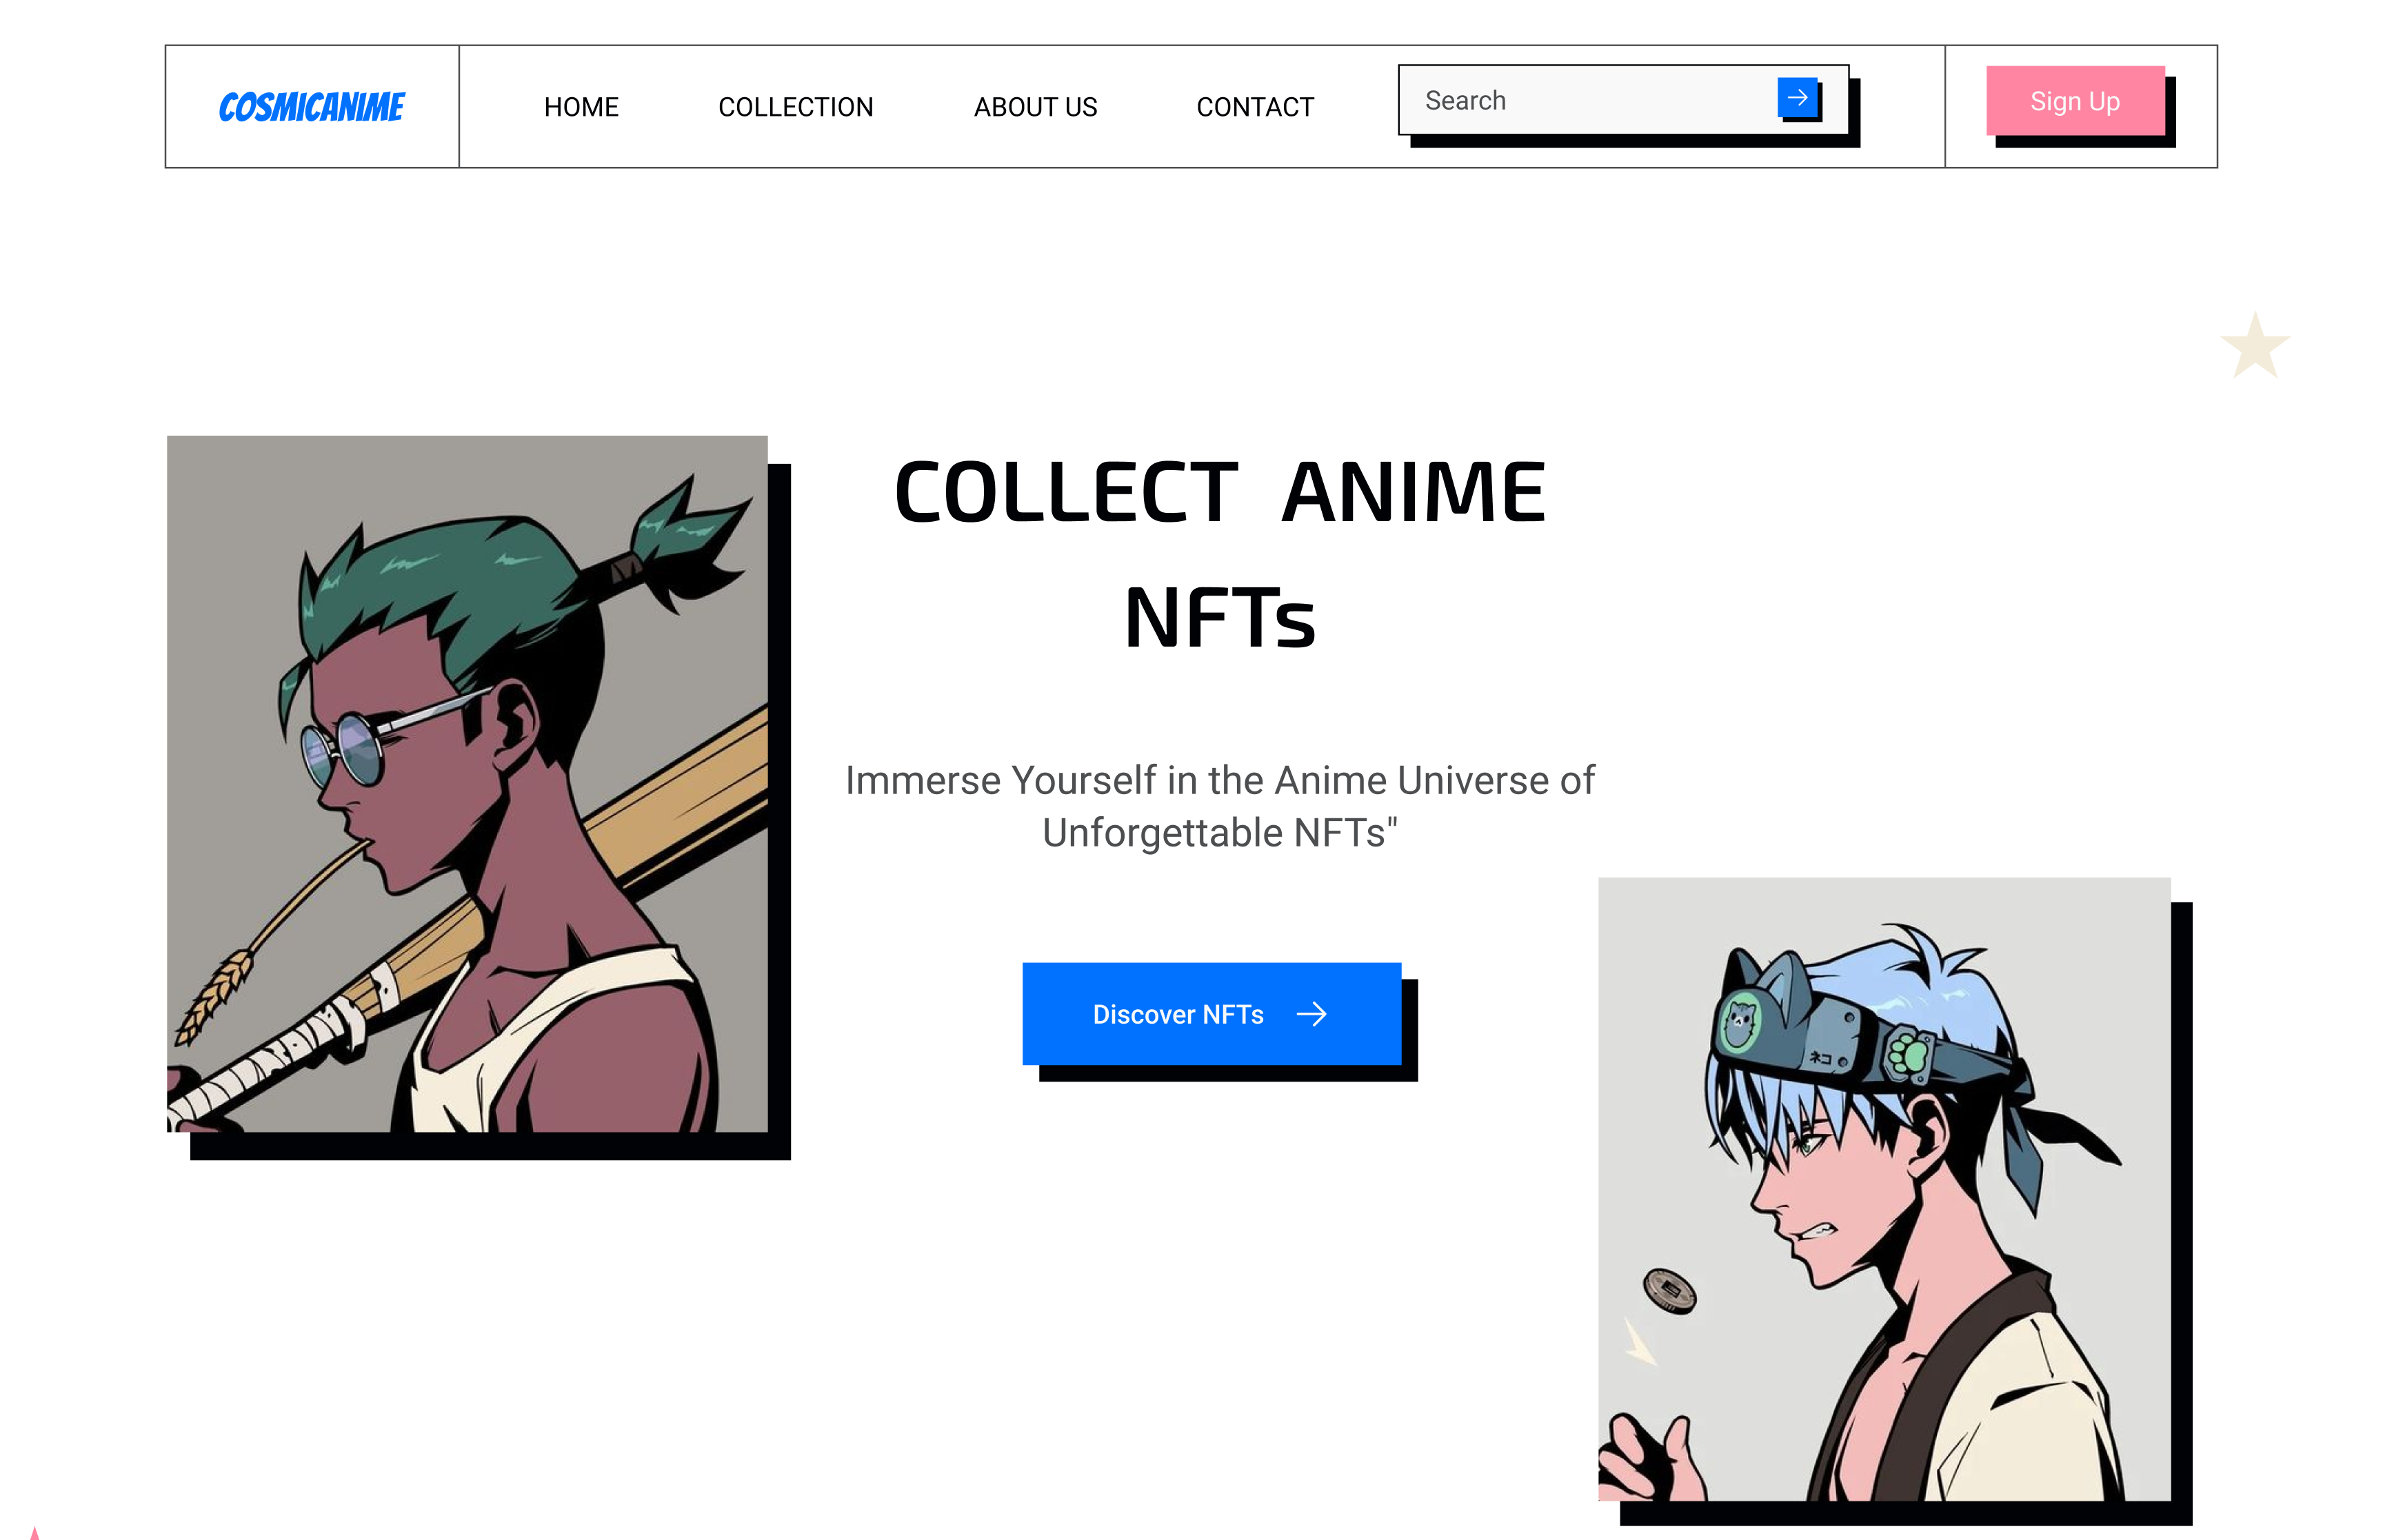 COSMICANIME
HOME COLLECTION ABOUT US CONTACT
Search
Sign Up
COLLECT ANIME
NFTs
Immerse Yourself in the Anime Universe of
Unforgettable NFTs"
Discover NFTs
ネコ